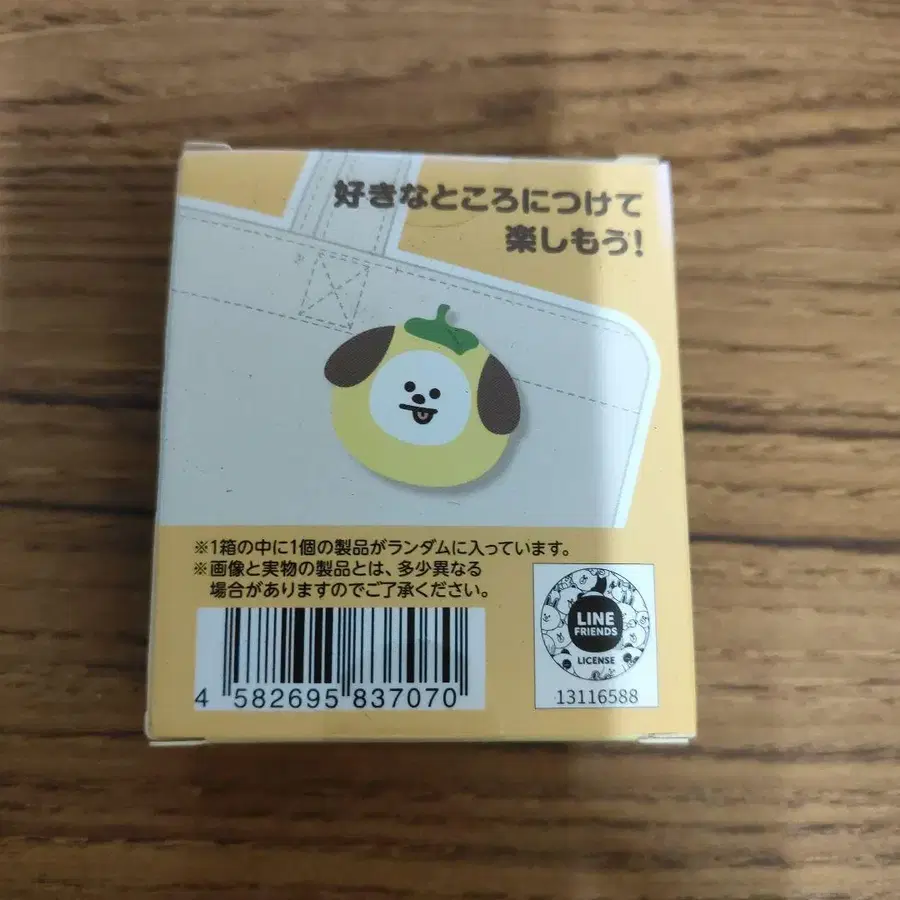 好きなところにつけて
楽しもう!
※1箱の中に1個の製品がランダムに入っています。
※画像と実物の製品とは、多少異なる
場合がありますのでご了承ください。
4 582695 837070
LINE
FRIENDS
LICENSE
13116588